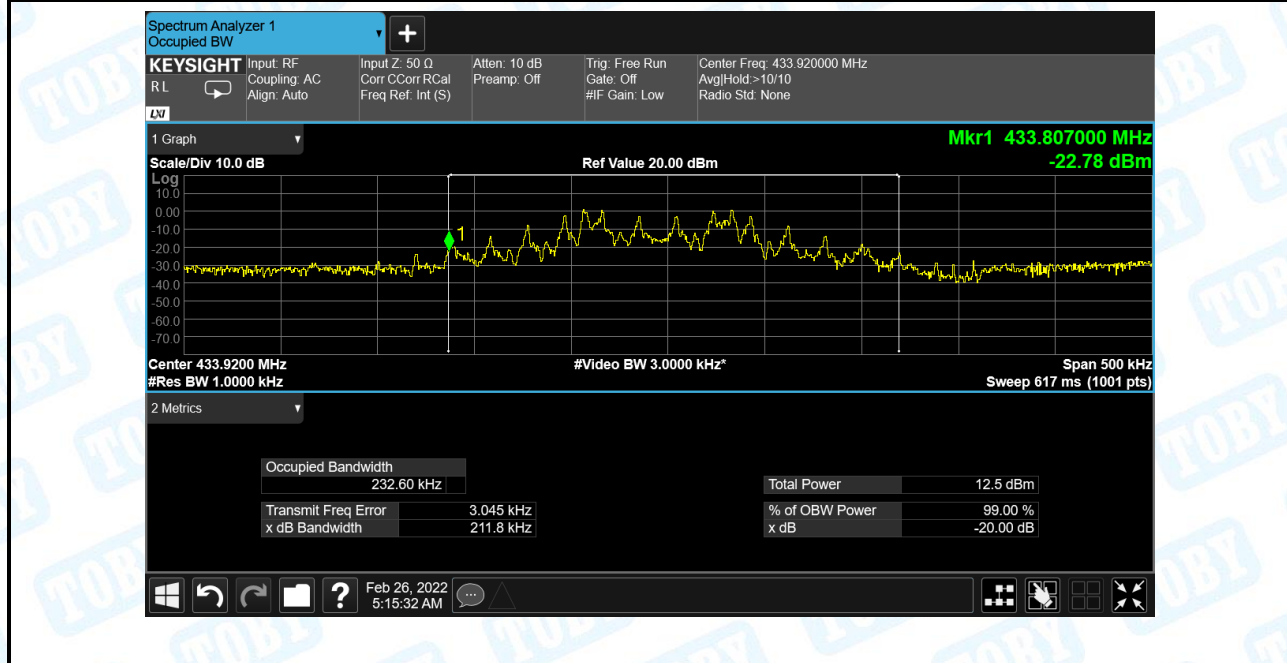 Spectrum Analyzer 1
Occupied BW
+
KEYSIGHT
R L
LXI
Input: RF
Coupling: AC
Align: Auto
Input Z: 50 Ω
Corr CCorr RCal
Freq Ref: Int (S)
Atten: 10 dB
Preamp: Off
Trig: Free Run
Gate: Off
#IF Gain: Low
Center Freq: 433.920000 MHz
Avg|Hold:>10/10
Radio Std: None
1 Graph
Mkr1 433.807000 MHz
-22.78 dBm
Scale/Div 10.0 dB
Ref Value 20.00 dBm
Log
10.0
0.00
-10.0
-20.0
-30.0
-40.0
-50.0
-60.0
-70.0
1
Center 433.9200 MHz
#Video BW 3.0000 kHz*
Span 500 kHz
#Res BW 1.0000 kHz
Sweep 617 ms (1001 pts)
2 Metrics
Occupied Bandwidth
232.60 kHz
Total Power 12.5 dBm
Transmit Freq Error 3.045 kHz
% of OBW Power 99.00 %
x dB Bandwidth 211.8 kHz
x dB -20.00 dB
?
Feb 26, 2022
5:15:32 AM
TOBY